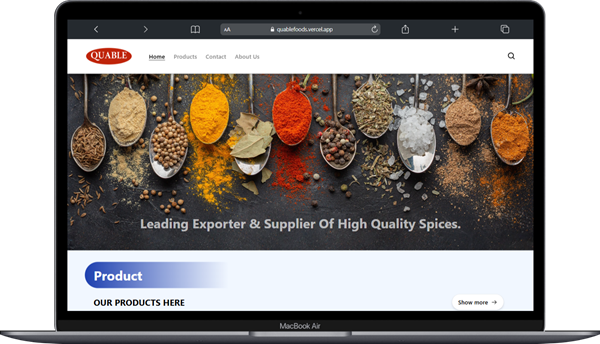 quablefoods.vercel.app
QUABLE
Home Products Contact About Us
Leading Exporter & Supplier Of High Quality Spices.
Product
OUR PRODUCTS HERE
Show more
MacBook Air